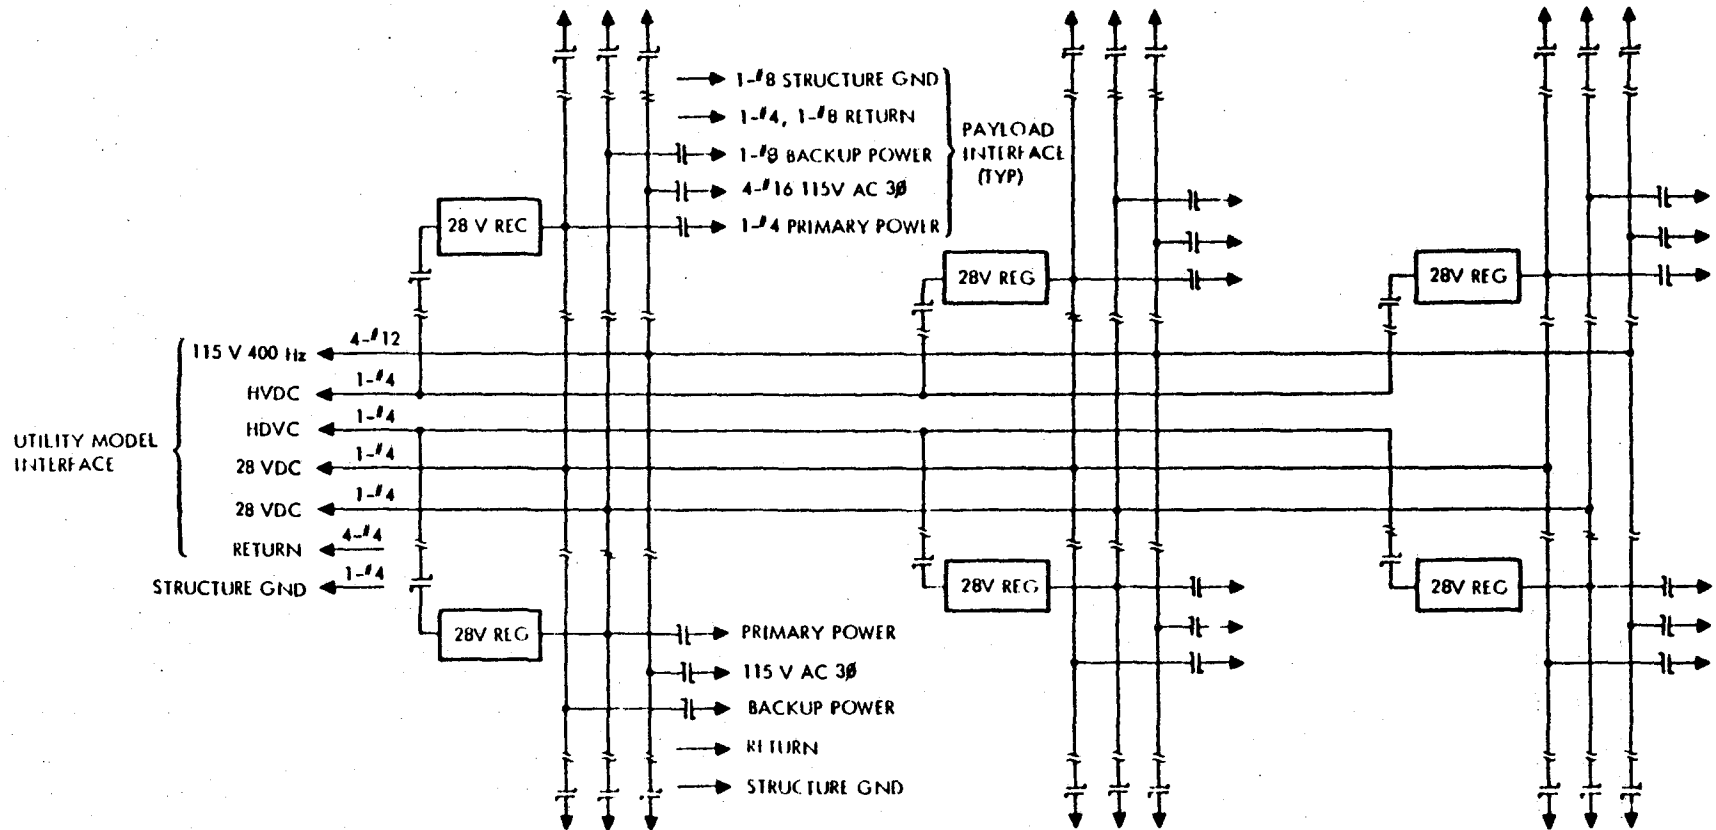 1-#8 STRUCTURE GND
1-#4, 1-#8 RETURN
1-#8 BACKUP POWER
4-#16 115V AC 3Ø
1-#4 PRIMARY POWER
PAYLOAD
INTERFACE
(TYP)
28 V REG
28V REG
28V REG
UTILITY MODEL
INTERFACE
115 V 400 Hz
4-#12
HVDC
1-#4
HDVC
1-#4
28 VDC
1-#4
28 VDC
1-#4
RETURN
4-#4
STRUCTURE GND
1-#4
28V REG
28V REG
28V REG
PRIMARY POWER
115 V AC 3Ø
BACKUP POWER
RETURN
STRUCTURE GND